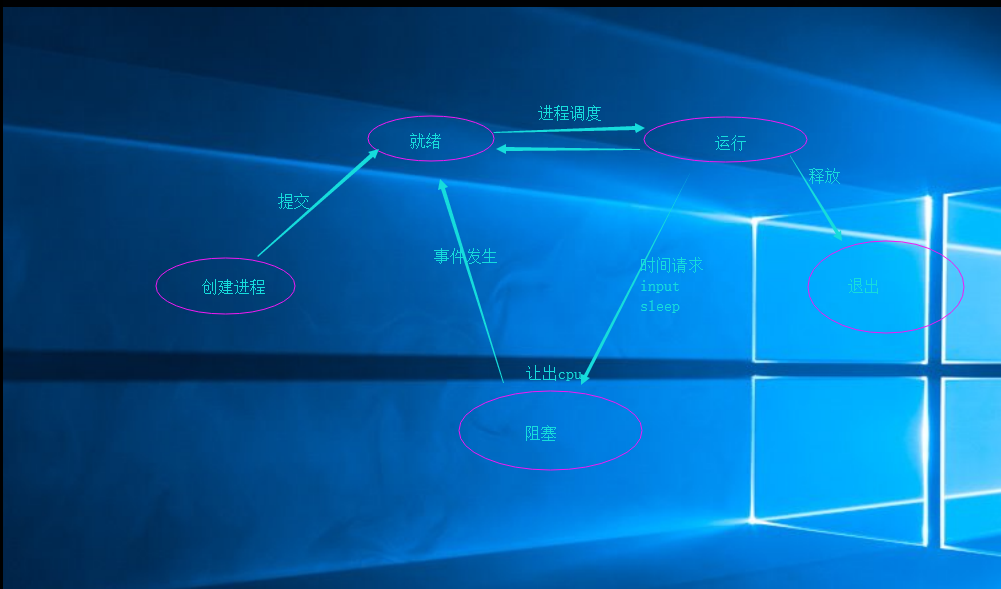 进程调度
就绪
运行
释放
提交
事件发生
时间请求
input
sleep
创建进程
退出
让出cpu
阻塞